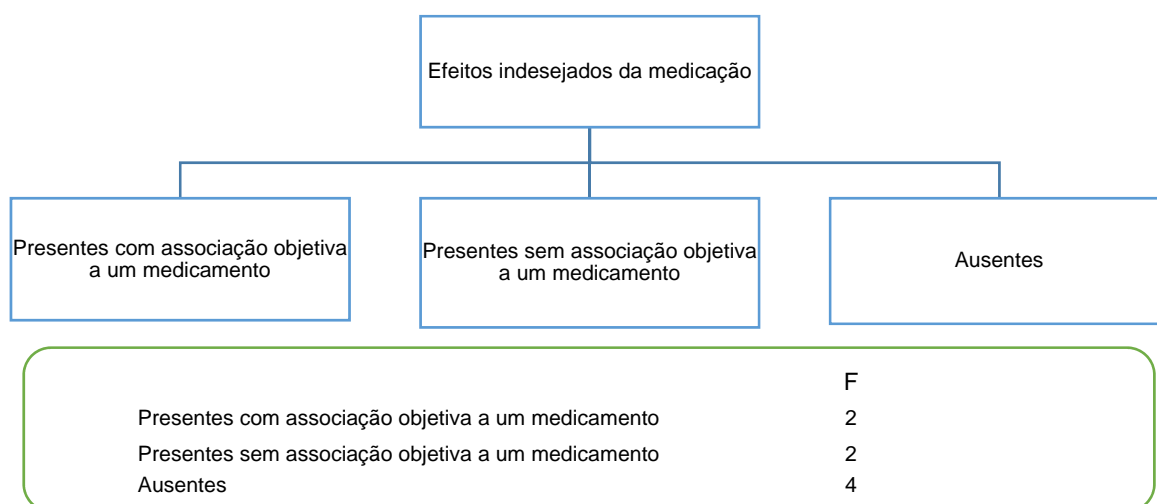 Efeitos indesejados da medicação
Presentes com associação objetiva
a um medicamento
Presentes sem associação objetiva
a um medicamento
Ausentes
F
Presentes com associação objetiva a um medicamento 2
Presentes sem associação objetiva a um medicamento 2
Ausentes 4